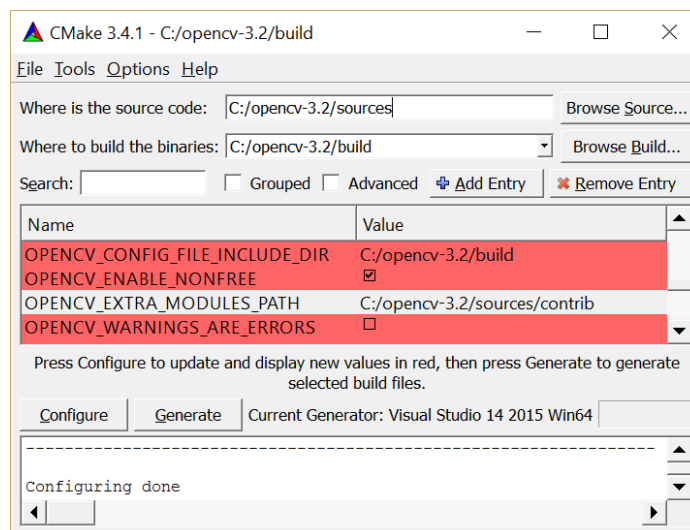 CMake 3.4.1 - C:/opencv-3.2/build
File Tools Options Help
Where is the source code: C:/opencv-3.2/sources Browse Source...
Where to build the binaries: C:/opencv-3.2/build Browse Build...
Search: Grouped Advanced Add Entry Remove Entry
Name Value
OPENCV_CONFIG_FILE_INCLUDE_DIR C:/opencv-3.2/build
OPENCV_ENABLE_NONFREE
OPENCV_EXTRA_MODULES_PATH C:/opencv-3.2/sources/contrib
OPENCV_WARNINGS_ARE_ERRORS
Press Configure to update and display new values in red, then press Generate to generate
selected build files.
Configure Generate Current Generator: Visual Studio 14 2015 Win64
Configuring done